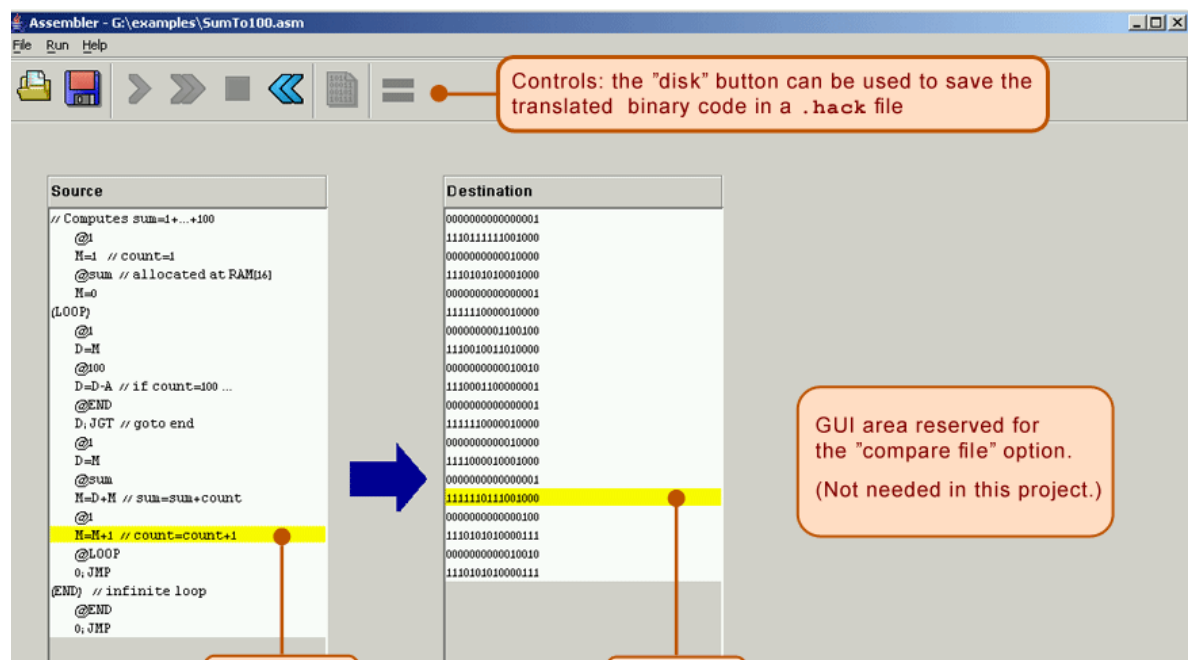 Assembler - G:\examples\SumTo100.asm
File Run Help
Controls: the ”disk” button can be used to save the
translated binary code in a .hack file
Source
// Computes sum=1+...+100
@1
M=1 // count=1
@sum // allocated at RAM[16]
M=0
(LOOP)
@1
D=M
@100
D=D-A // if count=100 ...
@END
D;JGT // goto end
@1
D=M
@sum
M=D+M // sum=sum+count
@1
M=M+1 // count=count+1
@LOOP
0;JMP
(END) // infinite loop
@END
0;JMP
Destination
0000000000000001
1110111111001000
0000000000010000
1110101010001000
0000000000000001
1111110000010000
0000000001100100
1110010011010000
0000000000010010
1110001100000001
0000000000000001
1111110000010000
0000000000010000
1111000010001000
0000000000000001
1111110111001000
0000000000000100
1110101010000111
0000000000010010
1110101010000111
GUI area reserved for
the ”compare file” option.
(Not needed in this project.)